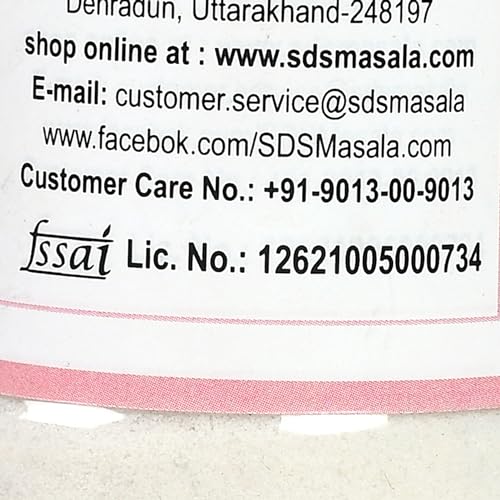 Dehradun, Uttarakhand-248197
shop online at : www.sdsmasala.com
E-mail: customer.service@sdsmasala
www.facebok.com/SDSMasala.com
Customer Care No.: +91-9013-00-9013
fssai Lic. No.: 12621005000734